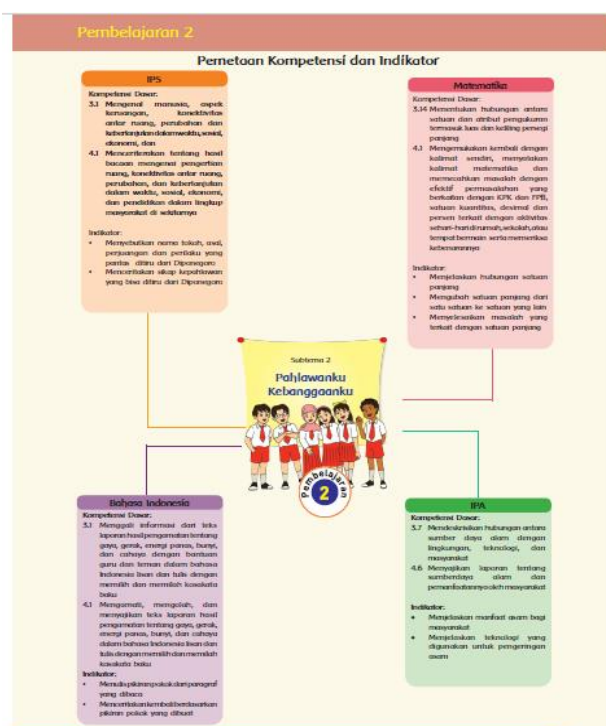 Pembelajaran 2
Pemetaan Kompetensi dan Indikator
IPS
Kompetensi Dasar:
3.1 Mengenal manusia, aspek
keruangan, konektivitas
antar ruang, perubahan dan
keberlanjutan dalam waktu, sosial,
ekonomi, dan
4.1 Menceriterakan tentang hasil
bacaan mengenai pengertian
ruang, konektivitas antar ruang,
perubahan, dan keberlanjutan
dalam waktu, sosial, ekonomi,
dan pendidikan dalam lingkup
masyarakat di sekitarnya
Indikator:
• Menyebutkan nama tokoh, asal,
perjuangan dan perilaku yang
pantas ditiru dari Diponegoro
• Menceritakan sikap kepahlawan
yang bisa ditiru dari Diponegoro
Matematika
Kompetensi Dasar:
3.14 Menentukan hubungan antara
satuan dan atribut pengukuran
termasuk luas dan keliling persegi
panjang
4.1 Mengemukakan kembali dengan
kalimat sendiri, menyatakan
kalimat matematika dan
memecahkan masalah dengan
efektif permasalahan yang
berkaitan dengan KPK dan FPB,
satuan kuantitas, desimal dan
persen terkait dengan aktivitas
sehari-hari di rumah, sekolah, atau
tempat bermain serta memeriksa
kebenarannya
Indikator:
• Menjelaskan hubungan satuan
panjang
• Mengubah satuan panjang dari
satu satuan ke satuan yang lain
• Menyelesaikan masalah yang
terkait dengan satuan panjang
Subtema 2
Pahlawanku
Kebanggaanku
Pembelajaran
2
Bahasa Indonesia
Kompetensi Dasar:
3.1 Menggali informasi dari teks
laporan hasil pengamatan tentang
gaya, gerak, energi panas, bunyi,
dan cahaya dengan bantuan
guru dan teman dalam bahasa
Indonesia lisan dan tulis dengan
memilih dan memilah kosakata
baku
4.1 Mengamati, mengolah, dan
menyajikan teks laporan hasil
pengamatan tentang gaya, gerak,
energi panas, bunyi, dan cahaya
dalam bahasa Indonesia lisan dan
tulis dengan memilih dan memilah
kosakata baku
Indikator:
• Menulis pikiran pokok dari paragraf
yang dibaca
• Menceritakan kembali berdasarkan
pikiran pokok yang dibuat
IPA
Kompetensi Dasar:
3.7 Mendeskripsikan hubungan antara
sumber daya alam dengan
lingkungan, teknologi, dan
masyarakat
4.6 Menyajikan laporan tentang
sumberdaya alam dan
pemanfaatannya oleh masyarakat
Indikator:
• Menjelaskan manfaat asam bagi
masyarakat
• Menjelaskan teknologi yang
digunakan untuk pengeringan
asam